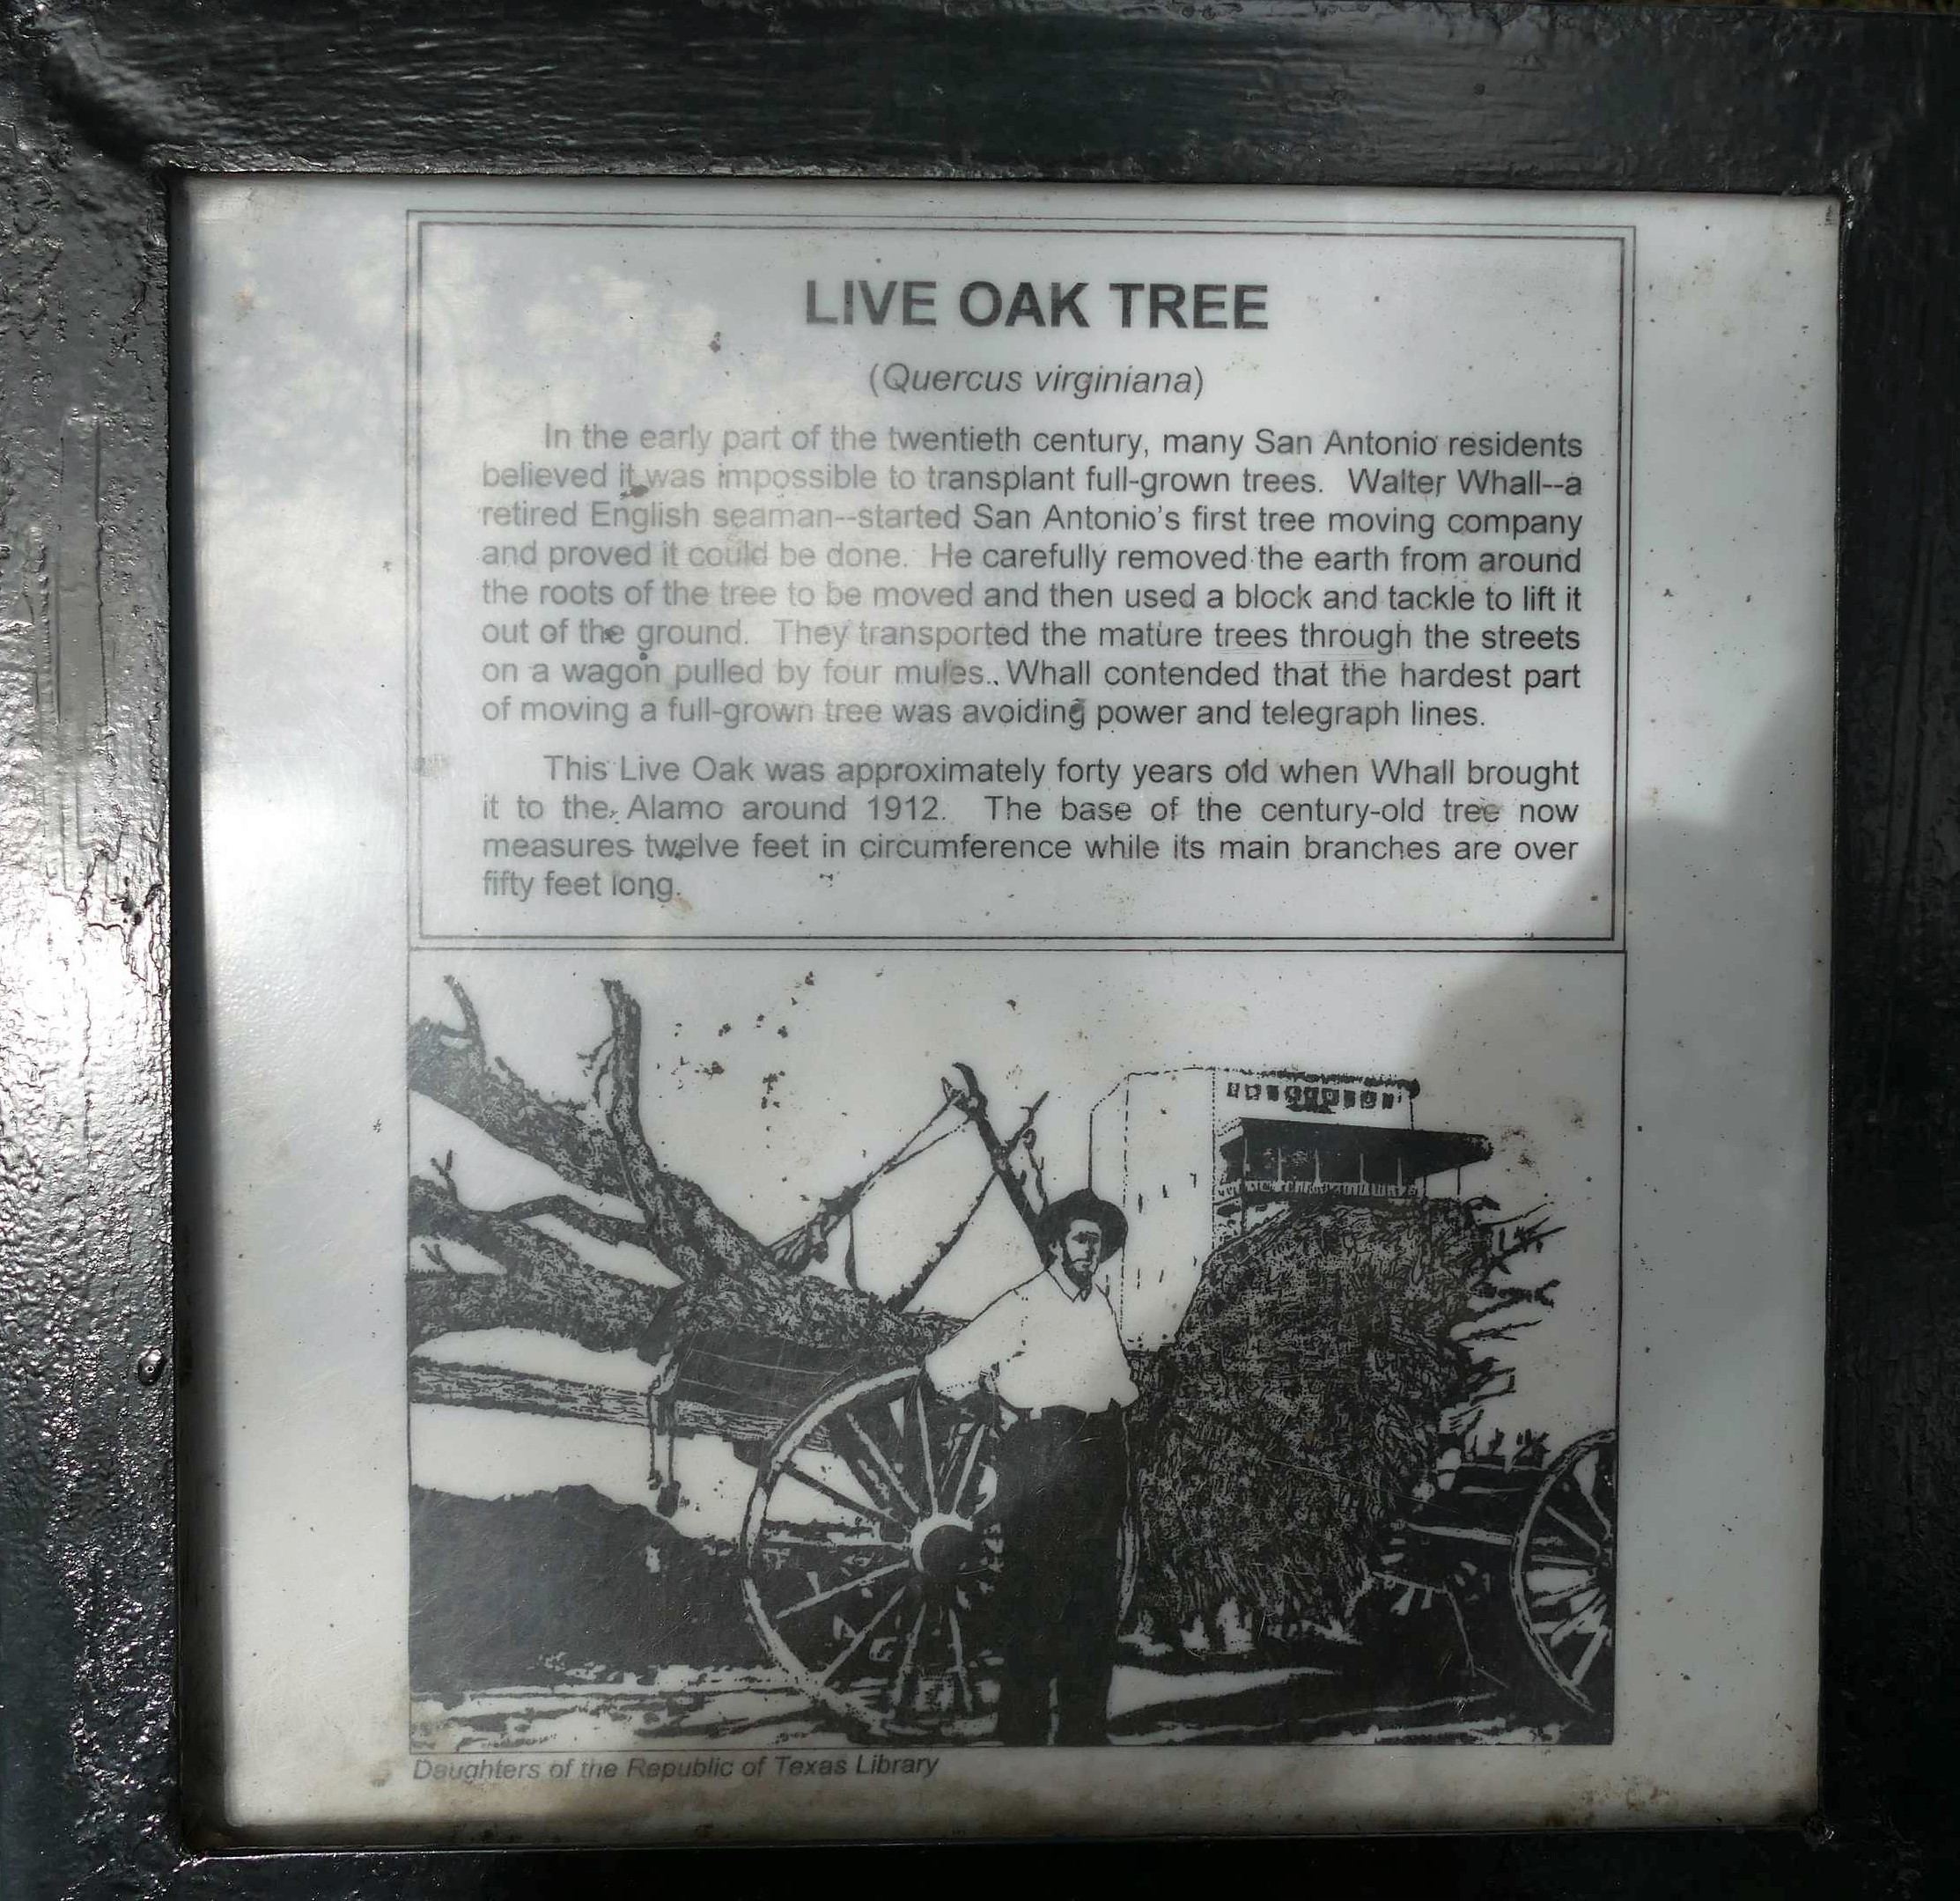 LIVE OAK TREE
(Quercus virginiana)
In the early part of the twentieth century, many San Antonio residents
believed it was impossible to transplant full-grown trees. Walter Whall--a
retired English seaman--started San Antonio's first tree moving company
and proved it could be done. He carefully removed the earth from around
the roots of the tree to be moved and then used a block and tackle to lift it
out of the ground. They transported the mature trees through the streets
on a wagon pulled by four mules. Whall contended that the hardest part
of moving a full-grown tree was avoiding power and telegraph lines.
This Live Oak was approximately forty years old when Whall brought
it to the Alamo around 1912. The base of the century-old tree now
measures twelve feet in circumference while its main branches are over
fifty feet long.
Daughters of the Republic of Texas Library